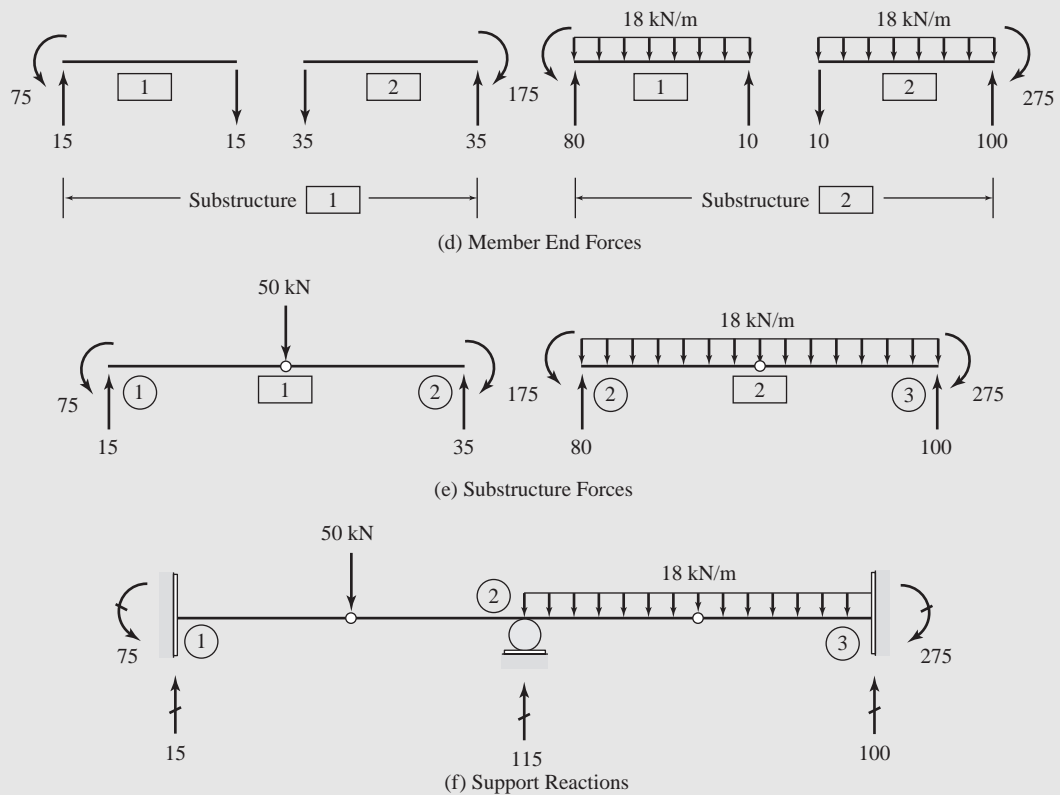 18 kN/m 18 kN/m
75 1 2 175 1 2 275
15 15 35 35 80 10 10 100
Substructure 1 Substructure 2
(d) Member End Forces
50 kN
18 kN/m
75 1 1 2 175 2 2 3 275
15 35 80 100
(e) Substructure Forces
50 kN
18 kN/m
2
75 1 3 275
15 115 100
(f) Support Reactions